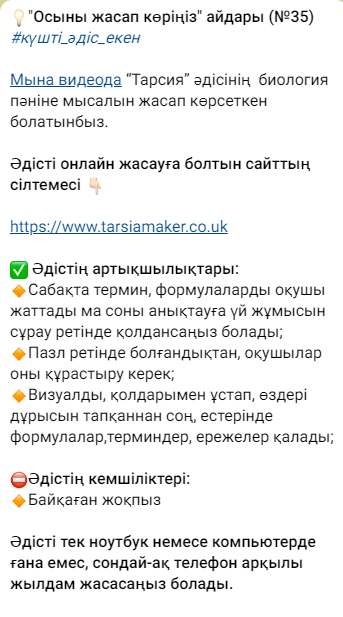 💡"Осыны жасап көріңіз" айдары (№35)
#күшті_әдіс_екен
Мына видеода “Тарсия” әдісінің биология
пәніне мысалын жасап көрсеткен
болатынбыз.
Әдісті онлайн жасауға болтын сайттың
сілтемесі 👇🏻
https://www.tarsiamaker.co.uk
✅ Әдістің артықшылықтары:
🔸Сабақта термин, формулаларды оқушы
жаттады ма соны анықтауға үй жұмысын
сұрау ретінде қолдансаңыз болады;
🔸Пазл ретінде болғандықтан, оқушылар
оны құрастыру керек;
🔸Визуалды, қолдарымен ұстап, өздері
дұрысын тапқаннан соң, естерінде
формулалар,терминдер, ережелер қалады;
⛔Әдістің кемшіліктері:
🔸Байқаған жоқпыз
Әдісті тек ноутбук немесе компьютерде
ғана емес, сондай-ақ телефон арқылы
жылдам жасасаңыз болады.